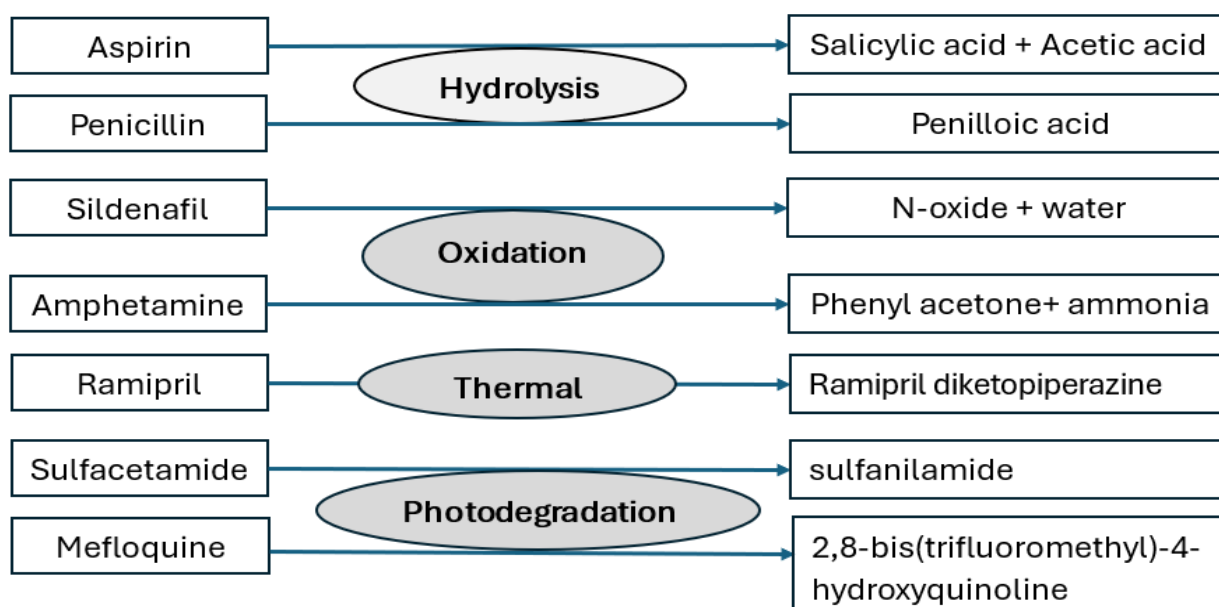 Aspirin
Salicylic acid + Acetic acid
Hydrolysis
Penicillin
Penilloic acid
Sildenafil
N-oxide + water
Oxidation
Amphetamine
Phenyl acetone+ ammonia
Ramipril
Thermal
Ramipril diketopiperazine
Sulfacetamide
sulfanilamide
Photodegradation
Mefloquine
2,8-bis(trifluoromethyl)-4-
hydroxyquinoline